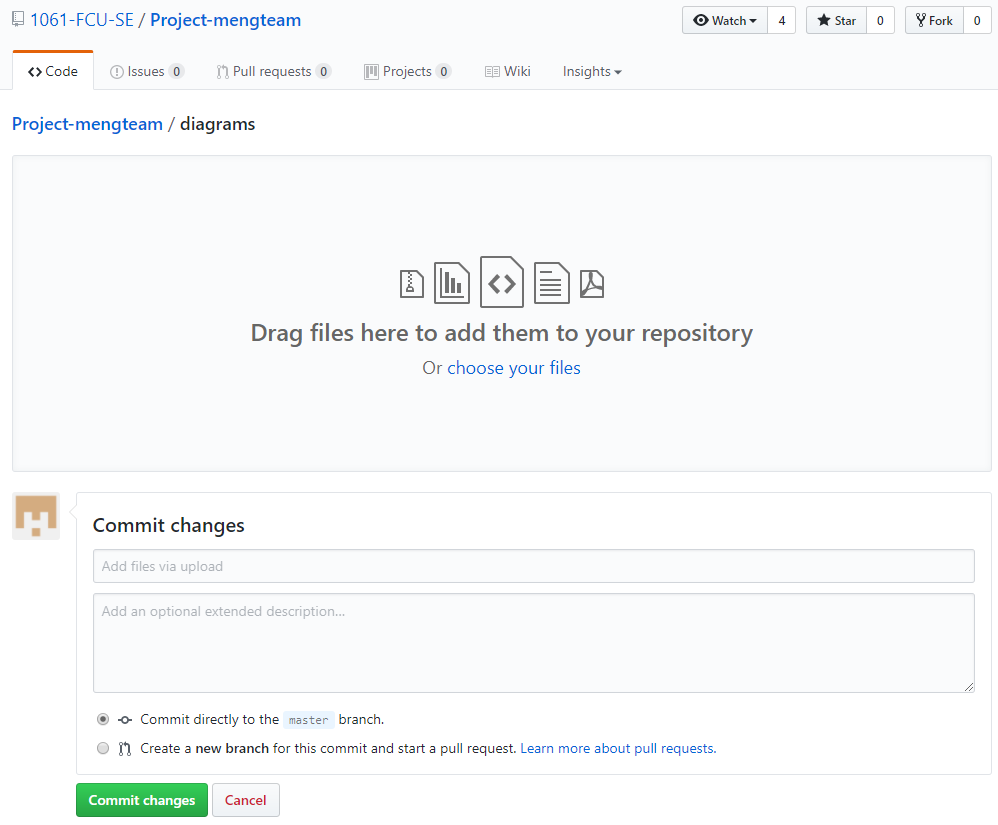 1061-FCU-SE / Project-mengteam
Watch 4 Star 0 Fork 0
Code Issues 0 Pull requests 0 Projects 0 Wiki Insights
Project-mengteam / diagrams
Drag files here to add them to your repository
Or choose your files
Commit changes
Add files via upload
Add an optional extended description...
Commit directly to the master branch.
Create a new branch for this commit and start a pull request. Learn more about pull requests.
Commit changes Cancel